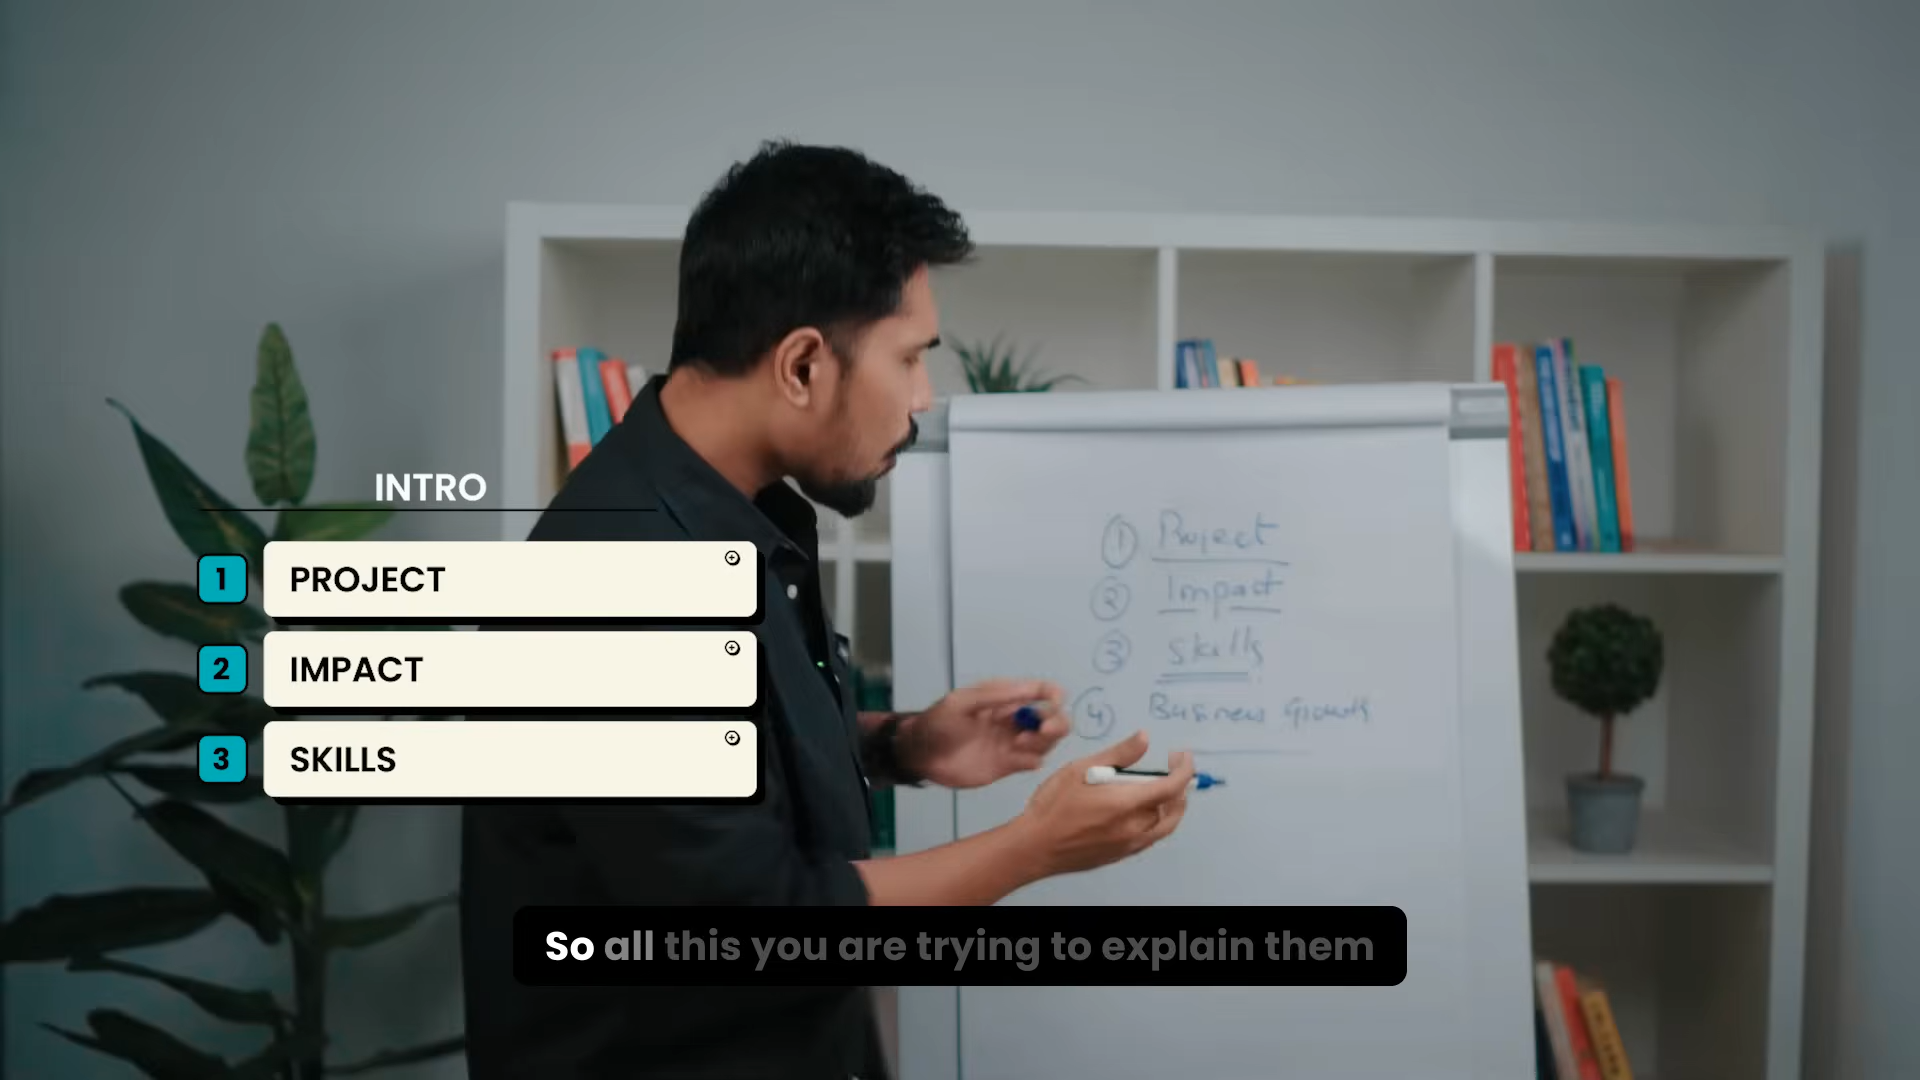 INTRO
1 PROJECT
2 IMPACT
3 SKILLS
① Project
② Impact
③ Skills
④ Business Growth
So all this you are trying to explain them